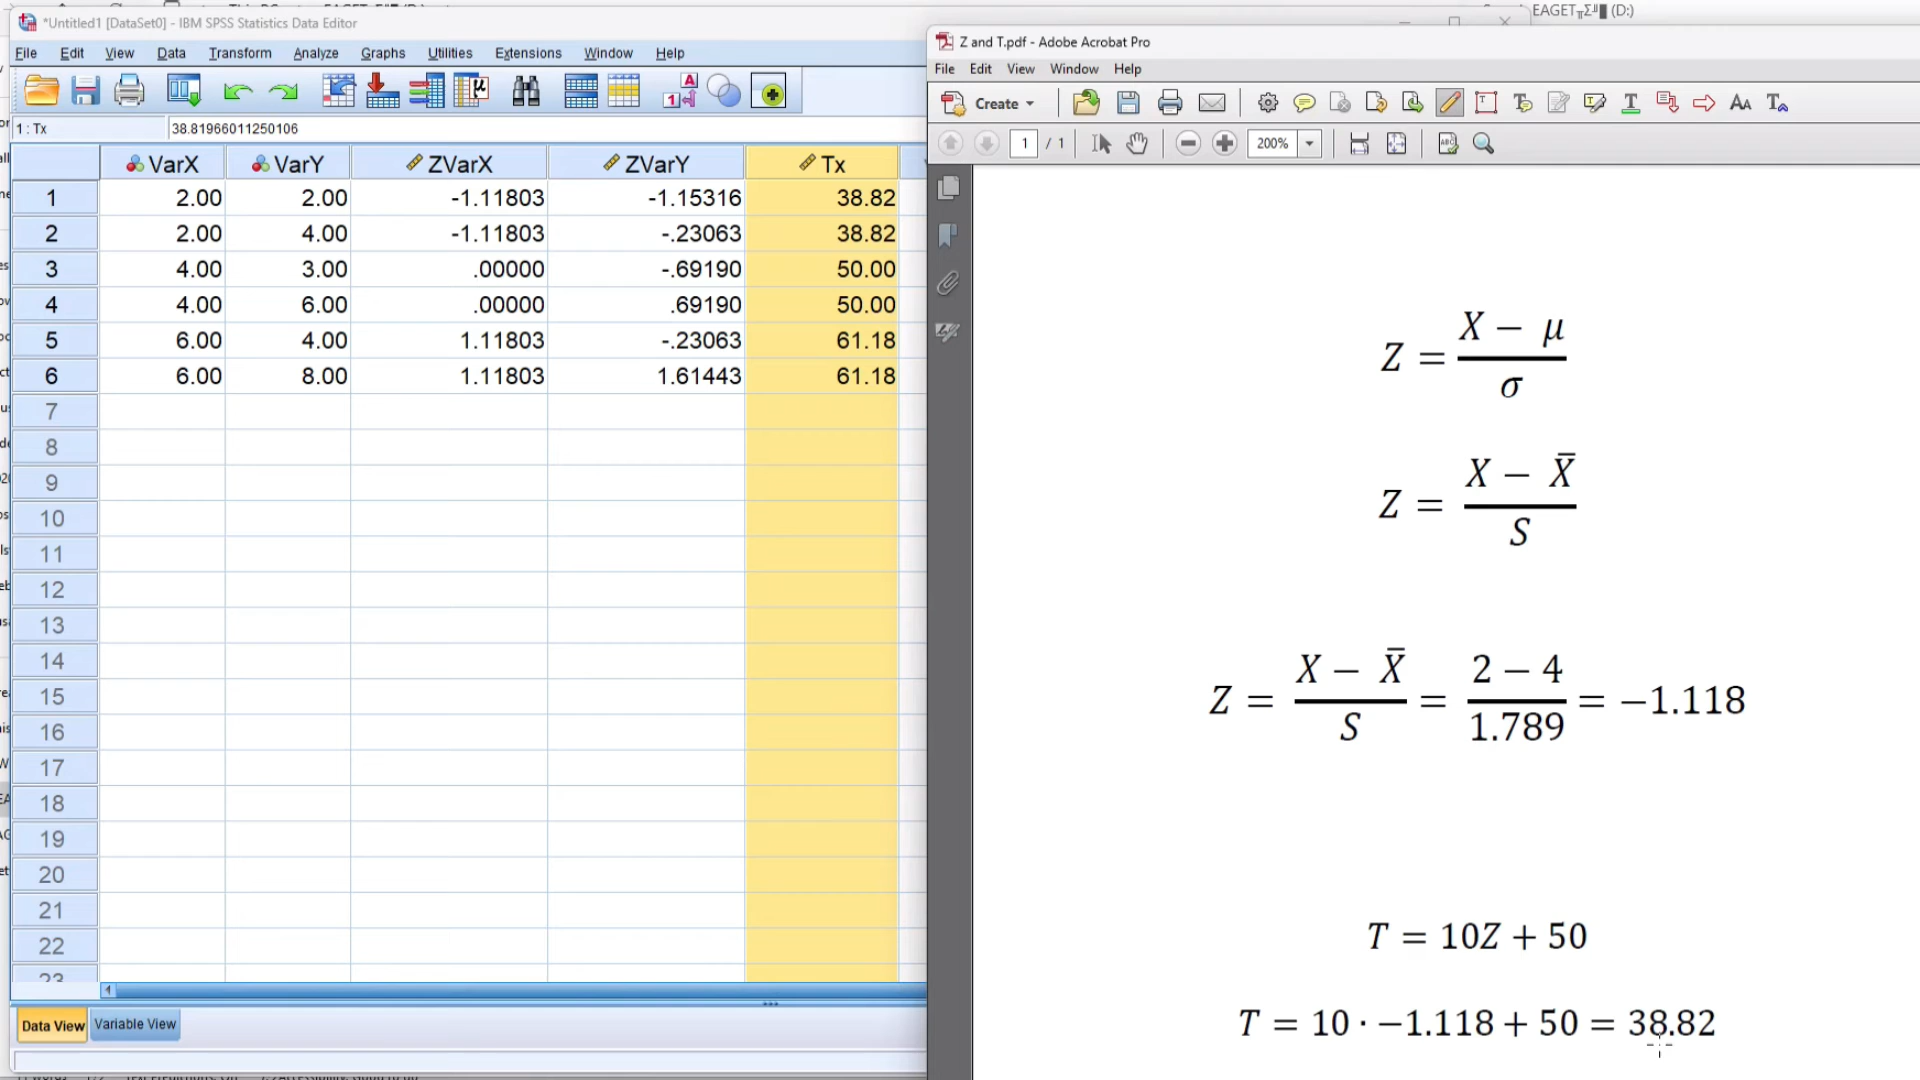 *Untitled1 [DataSet0] - IBM SPSS Statistics Data Editor
File Edit View Data Transform Analyze Graphs Utilities Extensions Window Help
1 : Tx 38.81966011250106
VarX VarY ZVarX ZVarY Tx
1 2.00 2.00 -1.11803 -1.15316 38.82
2 2.00 4.00 -1.11803 -.23063 38.82
3 4.00 3.00 .00000 -.69190 50.00
4 4.00 6.00 .00000 .69190 50.00
5 6.00 4.00 1.11803 -.23063 61.18
6 6.00 8.00 1.11803 1.61443 61.18
7
8
9
10
11
12
13
14
15
16
17
18
19
20
21
22
23
Data View Variable View
(D:)
Z and T.pdf - Adobe Acrobat Pro
File Edit View Window Help
Create
1 / 1 200%
Z = X − μ / σ
Z = X − X̄ / S
Z = X − X̄ / S = 2 − 4 / 1.789 = −1.118
T = 10Z + 50
T = 10 · −1.118 + 50 = 38.82